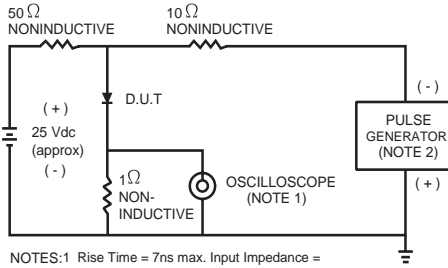 50 Ω
NONINDUCTIVE
10 Ω
NONINDUCTIVE
D.U.T
( + )
25 Vdc
(approx)
( - )
1 Ω
NON-
INDUCTIVE
OSCILLOSCOPE
(NOTE 1)
( - )
PULSE
GENERATOR
(NOTE 2)
( + )
NOTES:1 Rise Time = 7ns max. Input Impedance =